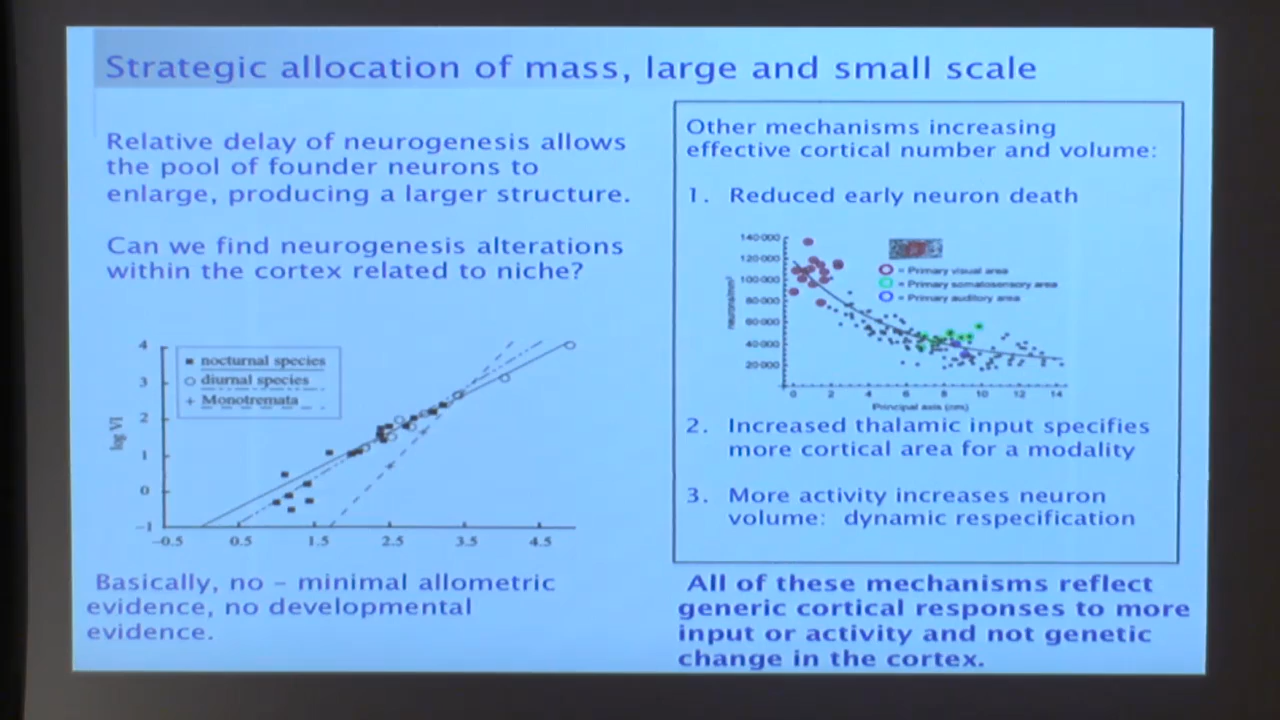 Strategic allocation of mass, large and small scale
Relative delay of neurogenesis allows
the pool of founder neurons to
enlarge, producing a larger structure.
Can we find neurogenesis alterations
within the cortex related to niche?
4
3
2
1
0
−1
log VI
nocturnal species
diurnal species
Monotremata
−0.5 0.5 1.5 2.5 3.5 4.5
Basically, no – minimal allometric
evidence, no developmental
evidence.
Other mechanisms increasing
effective cortical number and volume:
1. Reduced early neuron death
140 000
120 000
100 000
80 000
60 000
40 000
20 000
neurons/mm²
= Primary visual area
= Primary somatosensory area
= Primary auditory area
0 2 4 6 8 10 12 14
Principal axis (cm)
2. Increased thalamic input specifies
more cortical area for a modality
3. More activity increases neuron
volume: dynamic respecification
All of these mechanisms reflect
generic cortical responses to more
input or activity and not genetic
change in the cortex.